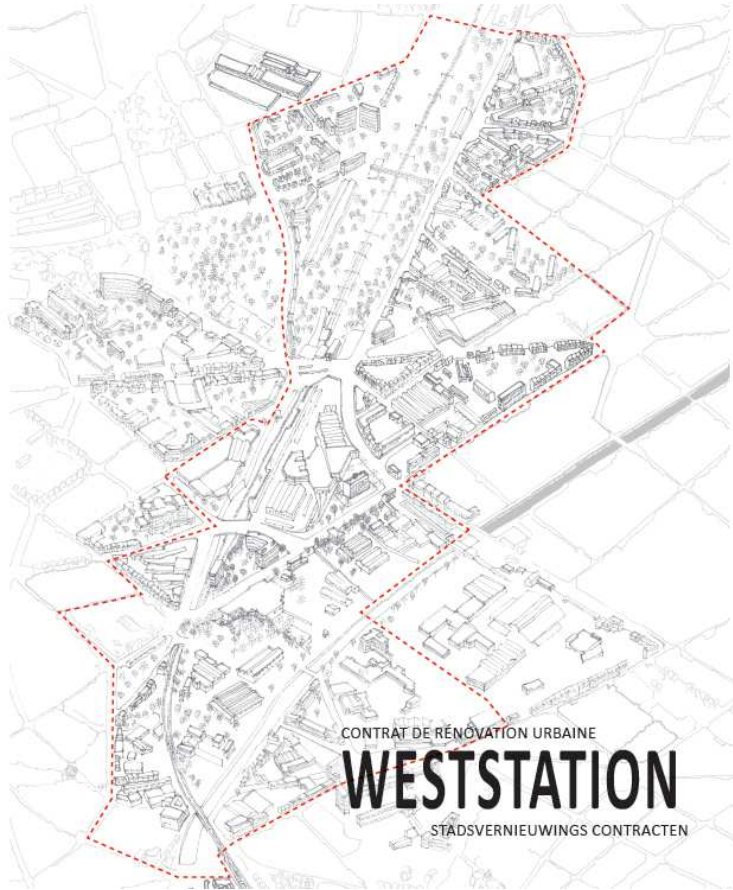 CONTRAT DE RÉNOVATION URBAINE
WESTSTATION
STADSVERNIEUWINGS CONTRACTEN